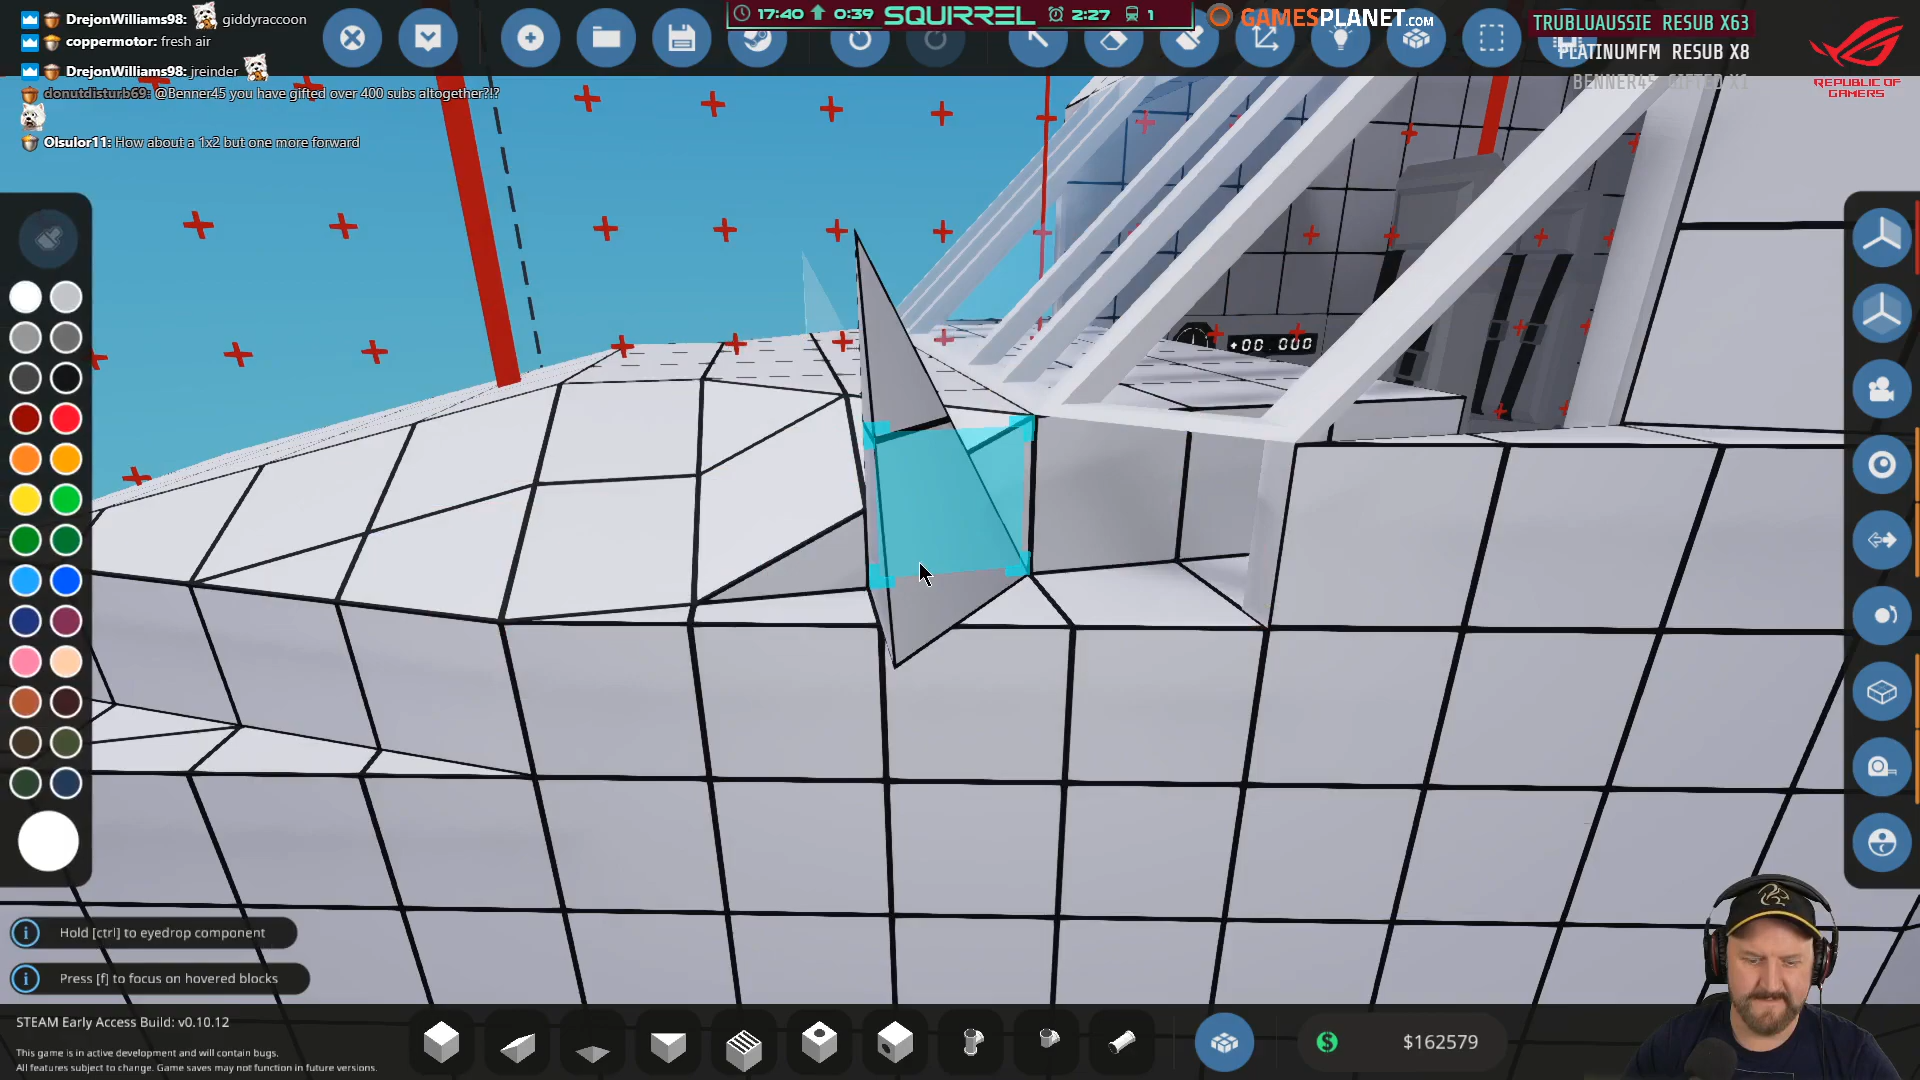 DrejonWilliams98: giddyraccoon
coppermotor: fresh air
DrejonWilliams98: jreinder
donutdisturb69: @Benner45 you have gifted over 400 subs altogether?!?
Olsulor11: How about a 1x2 but one more forward
17:40 0:39 SQUIRREL 2:27 1
GAMESPLANET.COM
TRUBLUAUSSIE RESUB X63
PLATINUMFM RESUB X8
BENNER45 GIFTED X1
REPUBLIC OF
GAMERS
+00.000
Hold [ctrl] to eyedrop component
Press [f] to focus on hovered blocks
STEAM Early Access Build: v0.10.12
This game is in active development and will contain bugs.
All features subject to change. Game saves may not function in future versions.
$162579